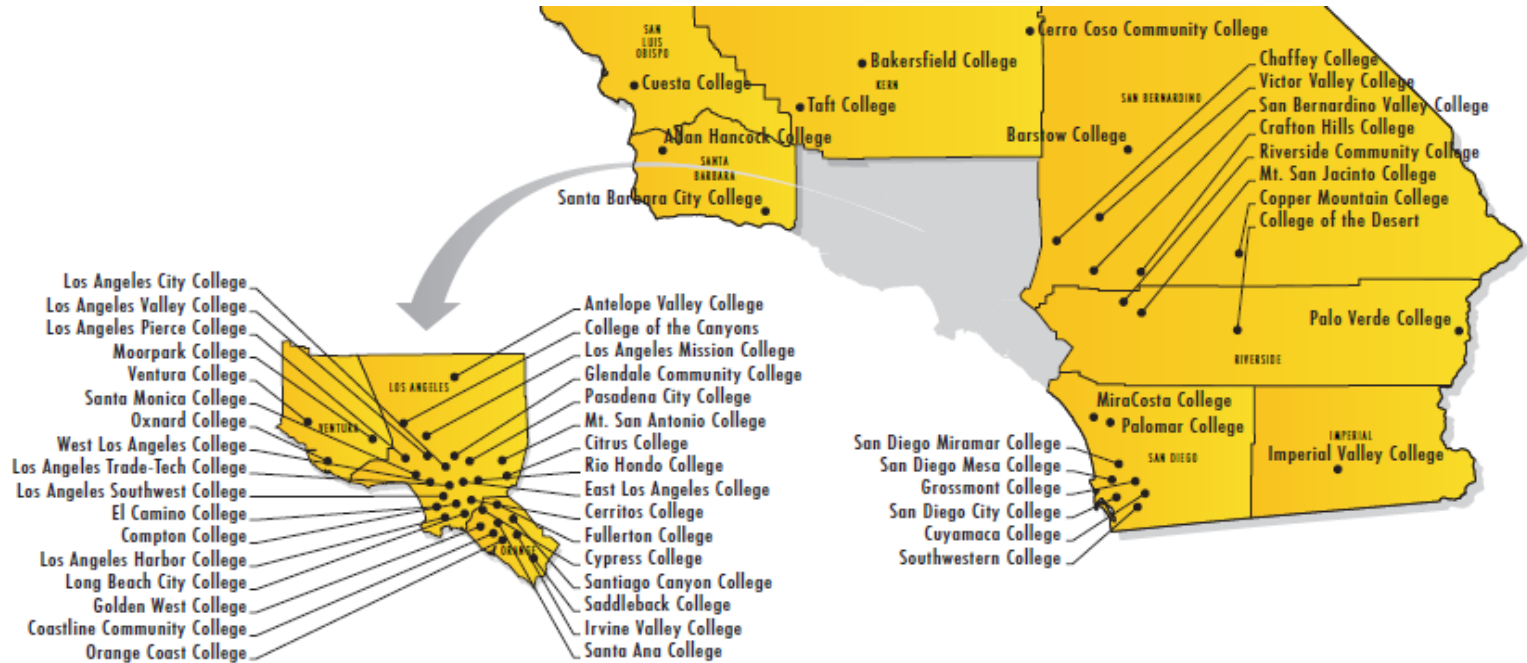 SAN
LUIS
OBISPO
Cuesta College
Allan Hancock College
SANTA
BARBARA
Santa Barbara City College
Bakersfield College
KERN
Taft College
Cerro Coso Community College
SAN BERNARDINO
Barstow College
Chaffey College
Victor Valley College
San Bernardino Valley College
Crafton Hills College
Riverside Community College
Mt. San Jacinto College
Copper Mountain College
College of the Desert
Palo Verde College
RIVERSIDE
MiraCosta College
Palomar College
SAN DIEGO
IMPERIAL
Imperial Valley College
San Diego Miramar College
San Diego Mesa College
Grossmont College
San Diego City College
Cuyamaca College
Southwestern College
Los Angeles City College
Los Angeles Valley College
Los Angeles Pierce College
Moorpark College
Ventura College
Santa Monica College
Oxnard College
West Los Angeles College
Los Angeles Trade-Tech College
Los Angeles Southwest College
El Camino College
Compton College
Los Angeles Harbor College
Long Beach City College
Golden West College
Coastline Community College
Orange Coast College
LOS ANGELES
VENTURA
ORANGE
Antelope Valley College
College of the Canyons
Los Angeles Mission College
Glendale Community College
Pasadena City College
Mt. San Antonio College
Citrus College
Rio Hondo College
East Los Angeles College
Cerritos College
Fullerton College
Cypress College
Santiago Canyon College
Saddleback College
Irvine Valley College
Santa Ana College